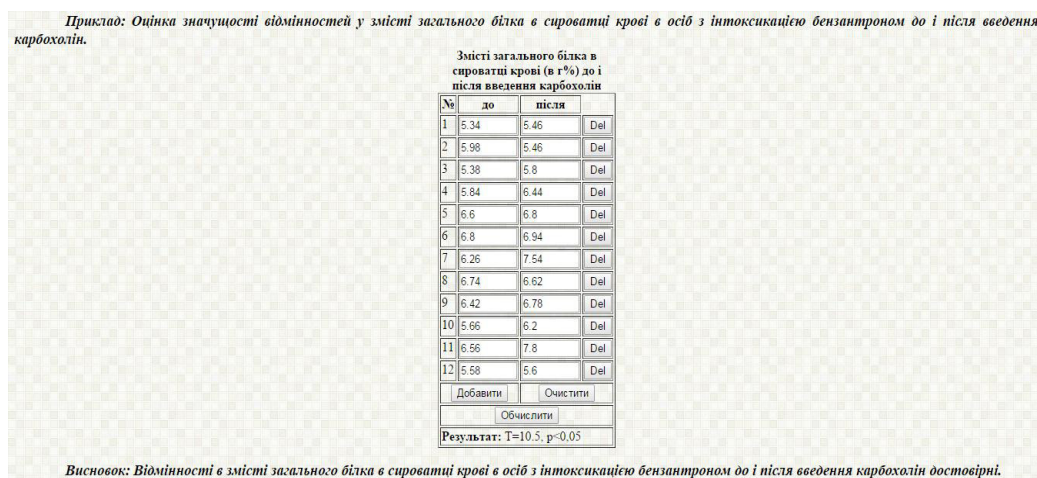 Приклад: Оцінка значущості відмінностей у змісті загального білка в сироватці крові в осіб з інтоксикацією бензантроном до і після введення
карбохолін.
Змісті загального білка в
сироватці крові (в г%) до і
після введення карбохолін
№ до після
1 5.34 5.46 Del
2 5.98 5.46 Del
3 5.38 5.8 Del
4 5.84 6.44 Del
5 6.6 6.8 Del
6 6.8 6.94 Del
7 6.26 7.54 Del
8 6.74 6.62 Del
9 6.42 6.78 Del
10 5.66 6.2 Del
11 6.56 7.8 Del
12 5.58 5.6 Del
Добавити Очистити
Обчислити
Результат: T=10.5, p<0,05
Висновок: Відмінності в змісті загального білка в сироватці крові в осіб з інтоксикацією бензантроном до і після введення карбохолін достовірні.